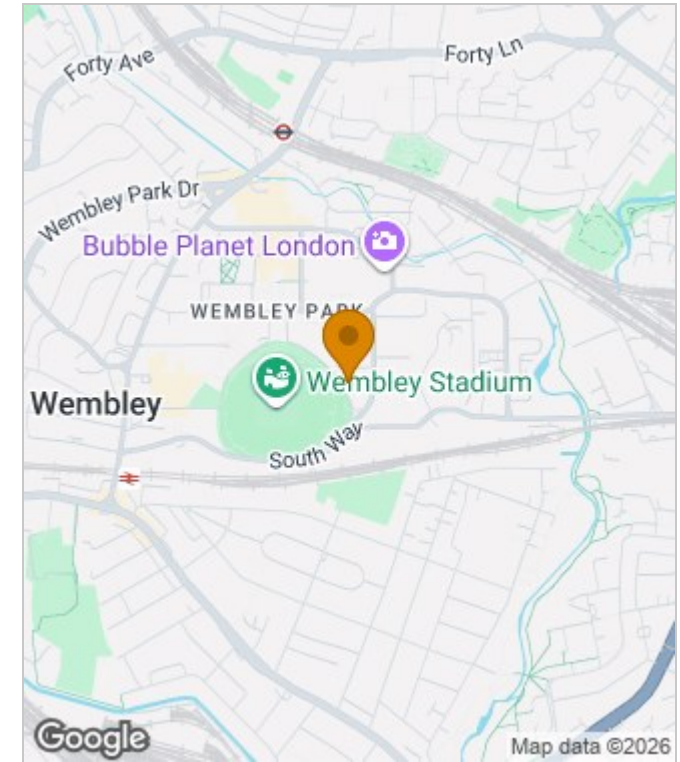 Forty Ave
Forty Ln
Wembley Park Dr
Bubble Planet London
WEMBLEY PARK
Wembley Stadium
Wembley
South Way
Google
Map data ©2026